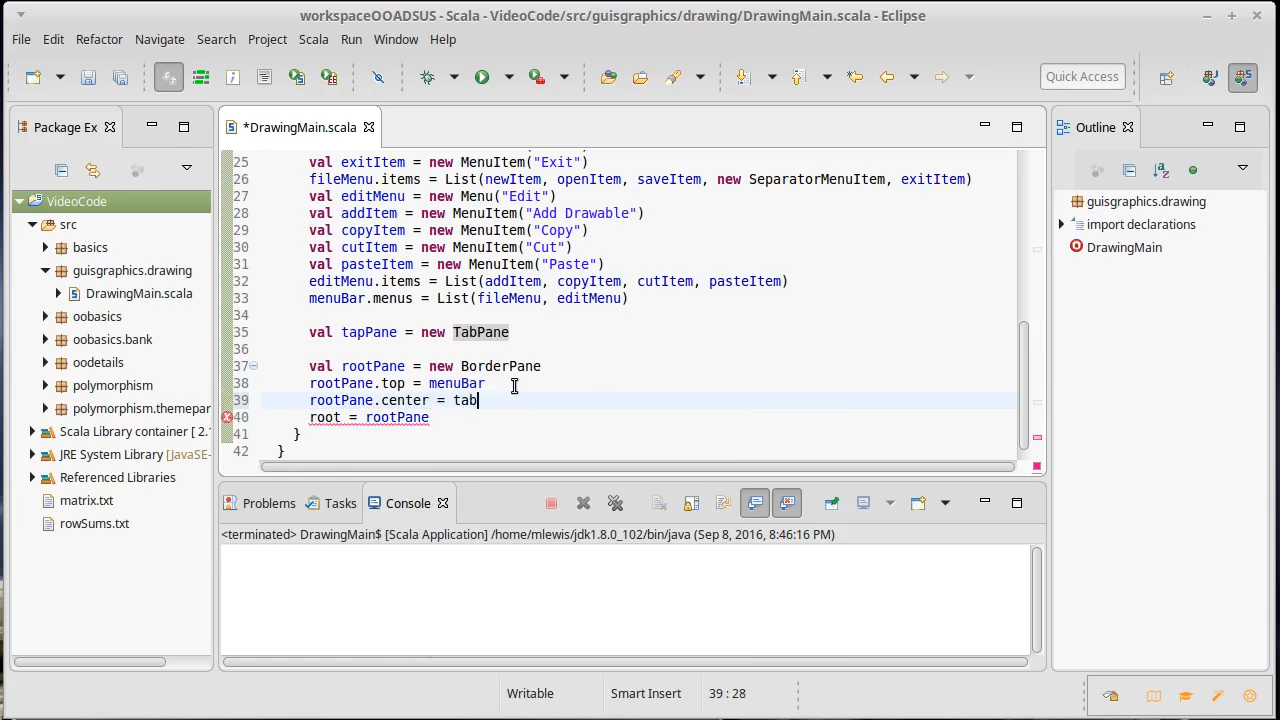 workspaceOOADSUS - Scala - VideoCode/src/guisgraphics/drawing/DrawingMain.scala - Eclipse
File Edit Refactor Navigate Search Project Scala Run Window Help
Quick Access
Package Ex
*DrawingMain.scala
Outline
VideoCode
src
basics
guisgraphics.drawing
DrawingMain.scala
oobasics
oobasics.bank
oodetails
polymorphism
polymorphism.themepar
Scala Library container [ 2.
JRE System Library [JavaSE-
Referenced Libraries
matrix.txt
rowSums.txt
25 val exitItem = new MenuItem("Exit")
26 fileMenu.items = List(newItem, openItem, saveItem, new SeparatorMenuItem, exitItem)
27 val editMenu = new Menu("Edit")
28 val addItem = new MenuItem("Add Drawable")
29 val copyItem = new MenuItem("Copy")
30 val cutItem = new MenuItem("Cut")
31 val pasteItem = new MenuItem("Paste")
32 editMenu.items = List(addItem, copyItem, cutItem, pasteItem)
33 menuBar.menus = List(fileMenu, editMenu)
34
35 val tapPane = new TabPane
36
37 val rootPane = new BorderPane
38 rootPane.top = menuBar
39 rootPane.center = tab
40 root = rootPane
41 }
42 }
guisgraphics.drawing
import declarations
DrawingMain
Problems Tasks Console
<terminated> DrawingMain$ [Scala Application] /home/mlewis/jdk1.8.0_102/bin/java (Sep 8, 2016, 8:46:16 PM)
Writable Smart Insert 39 : 28